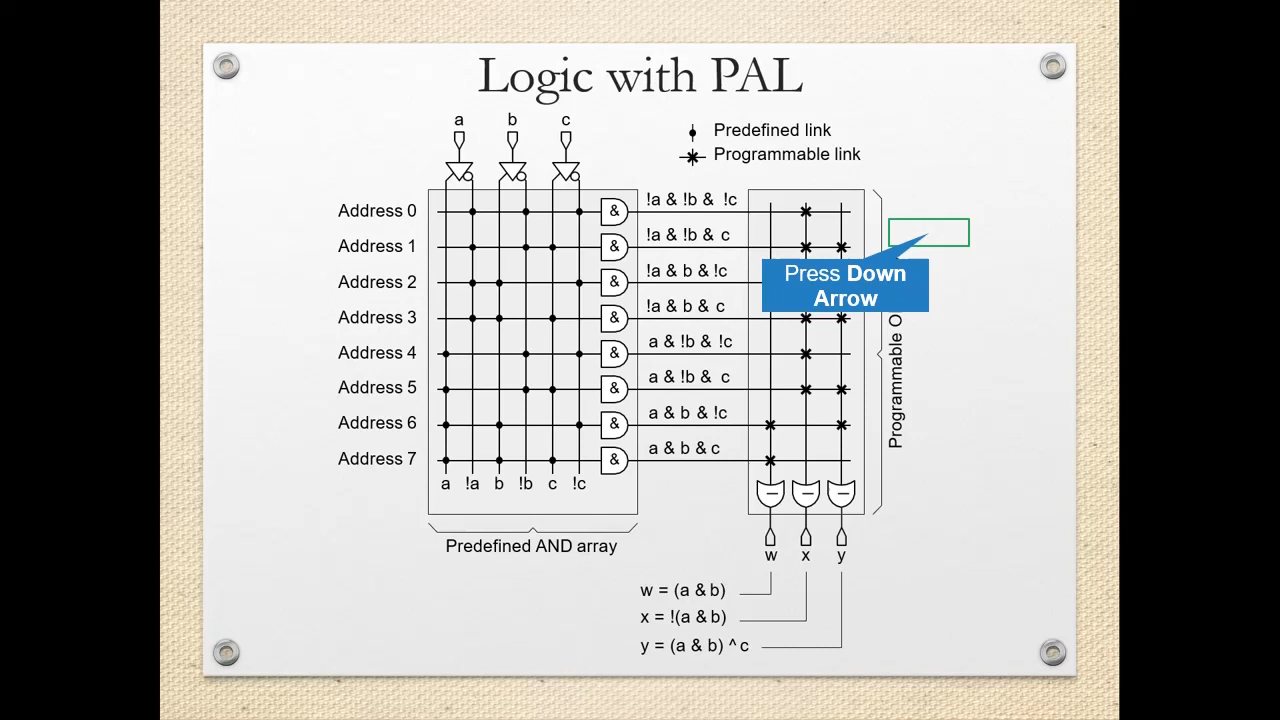 Logic with PAL
a b c
Predefined link
Programmable link
Address 0 & !a & !b & !c
Address 1 & !a & !b & c
Address 2 & !a & b & !c
Press Down
Arrow
Address 3 & !a & b & c
Address 4 & a & !b & !c
Address 5 & a & !b & c
Address 6 & a & b & !c
Address 7 & a & b & c
Programmable O
a !a b !b c !c
Predefined AND array
w x y
w = (a & b)
x = !(a & b)
y = (a & b) ^ c